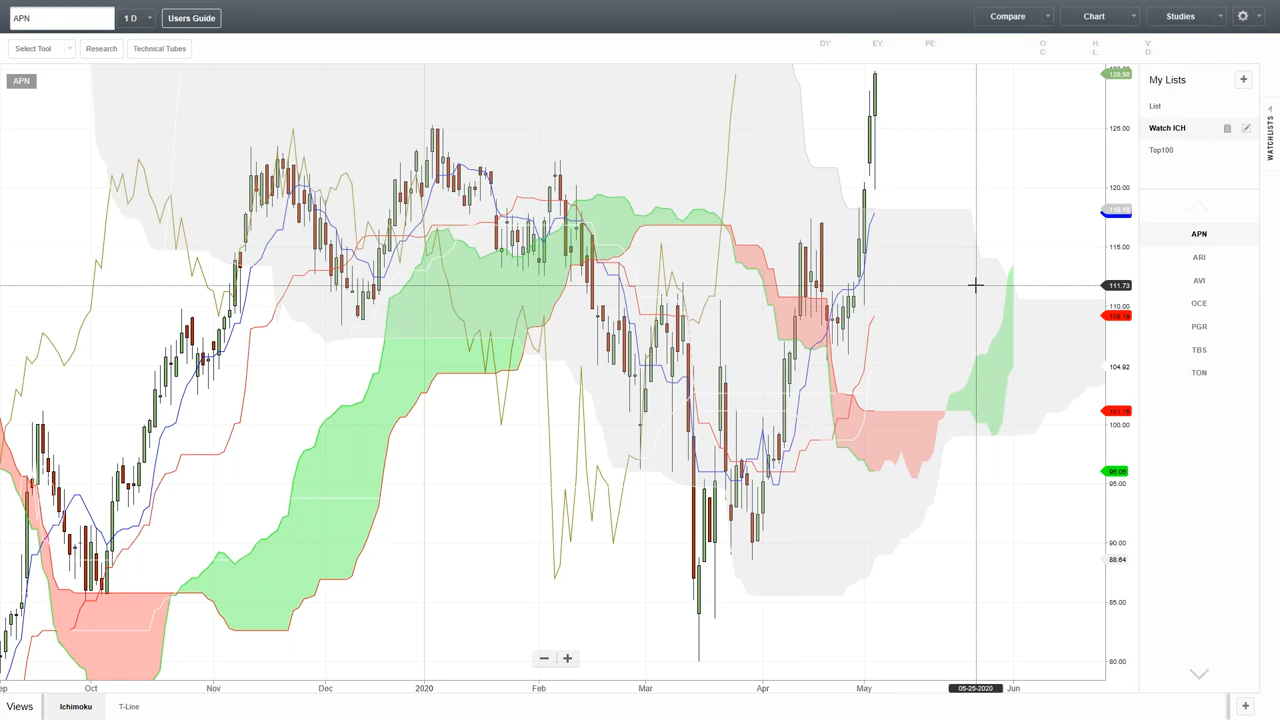 APN 1 D Users Guide Compare Chart Studies
Select Tool Research Technical Tubes DY: EY: PE: O: H: V:
C: L: D:
APN
My Lists +
List
Watch ICH
Top100
WATCHLISTS
APN
ARI
AVI
OCE
PGR
TBS
TON
125.00
120.00
115.00
111.73
110.00
104.92
100.00
95.00
90.00
88.64
85.00
80.00
Oct Nov Dec 2020 Feb Mar Apr May 05-25-2020 Jun
Views Ichimoku T-Line +